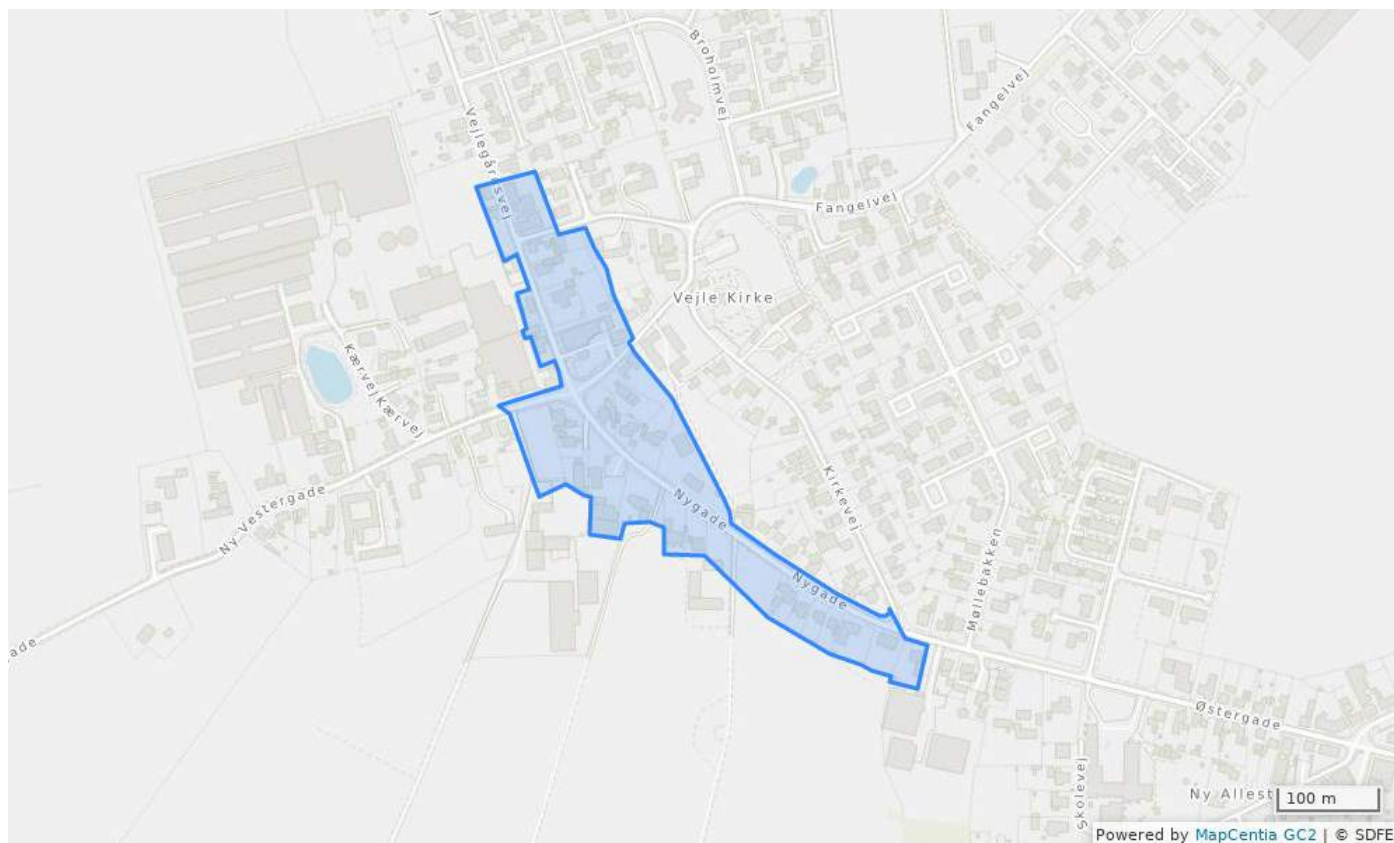 Broholmvej
Fangelvej
Vejlegårdsvej
Fangelvej
Vejle Kirke
Kærvej
Kærvej
Ny Vestergade
Kirkevej
Nygade
Møllebakken
Nygade
Østergade
Skolevej
Ny Allest
100 m
Powered by MapCentia GC2 | © SDFE